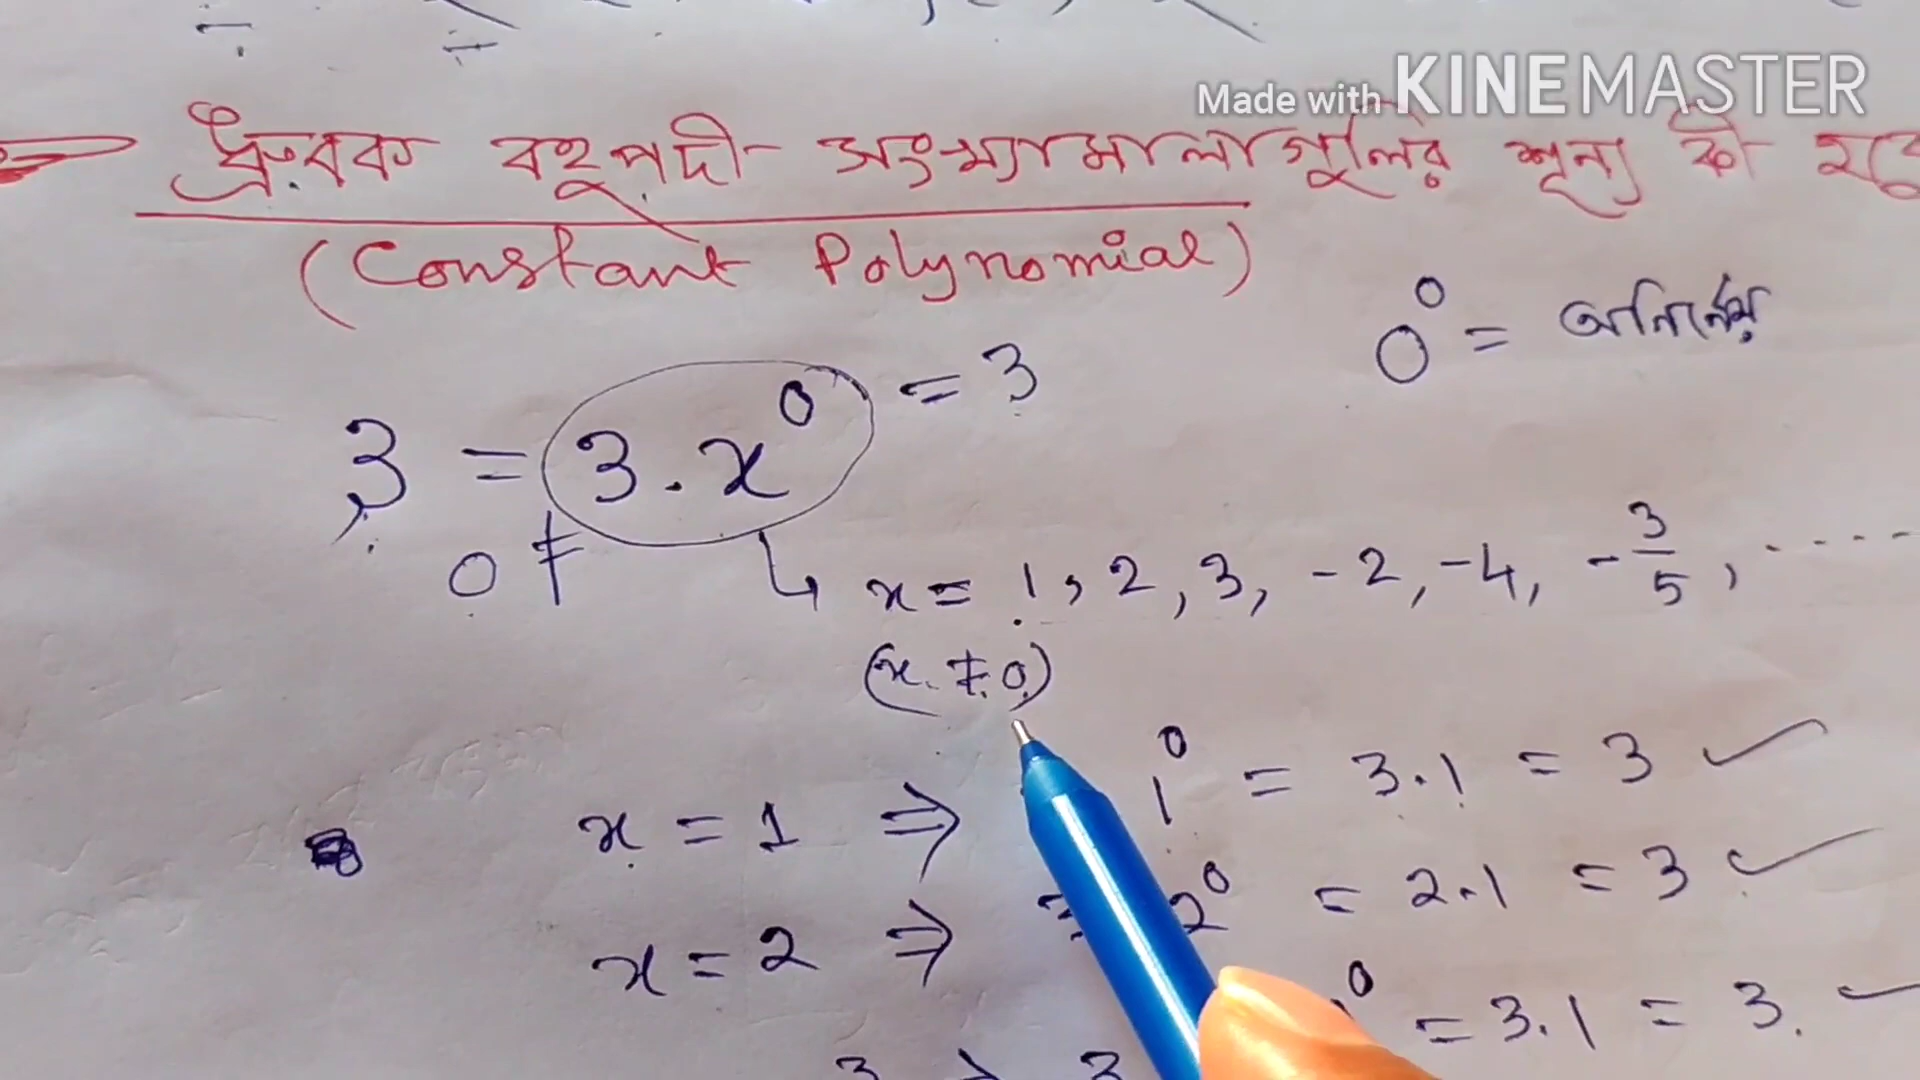 Made with KINEMASTER
ধ্রুবক বহুপদী সংখ্যামালাগুলির শূন্য কী হবে
(Constant Polynomial)
0⁰ = অনির্ণেয়
3 = 3.x⁰ = 3
0 ≠
x = 1, 2, 3, -2, -4, -3/5, .....
(x ≠ 0)
x = 1 ⇒ 1⁰ = 3.1 = 3 ✓
x = 2 ⇒ 2⁰ = 2.1 = 3 ✓
⁰ = 3.1 = 3.